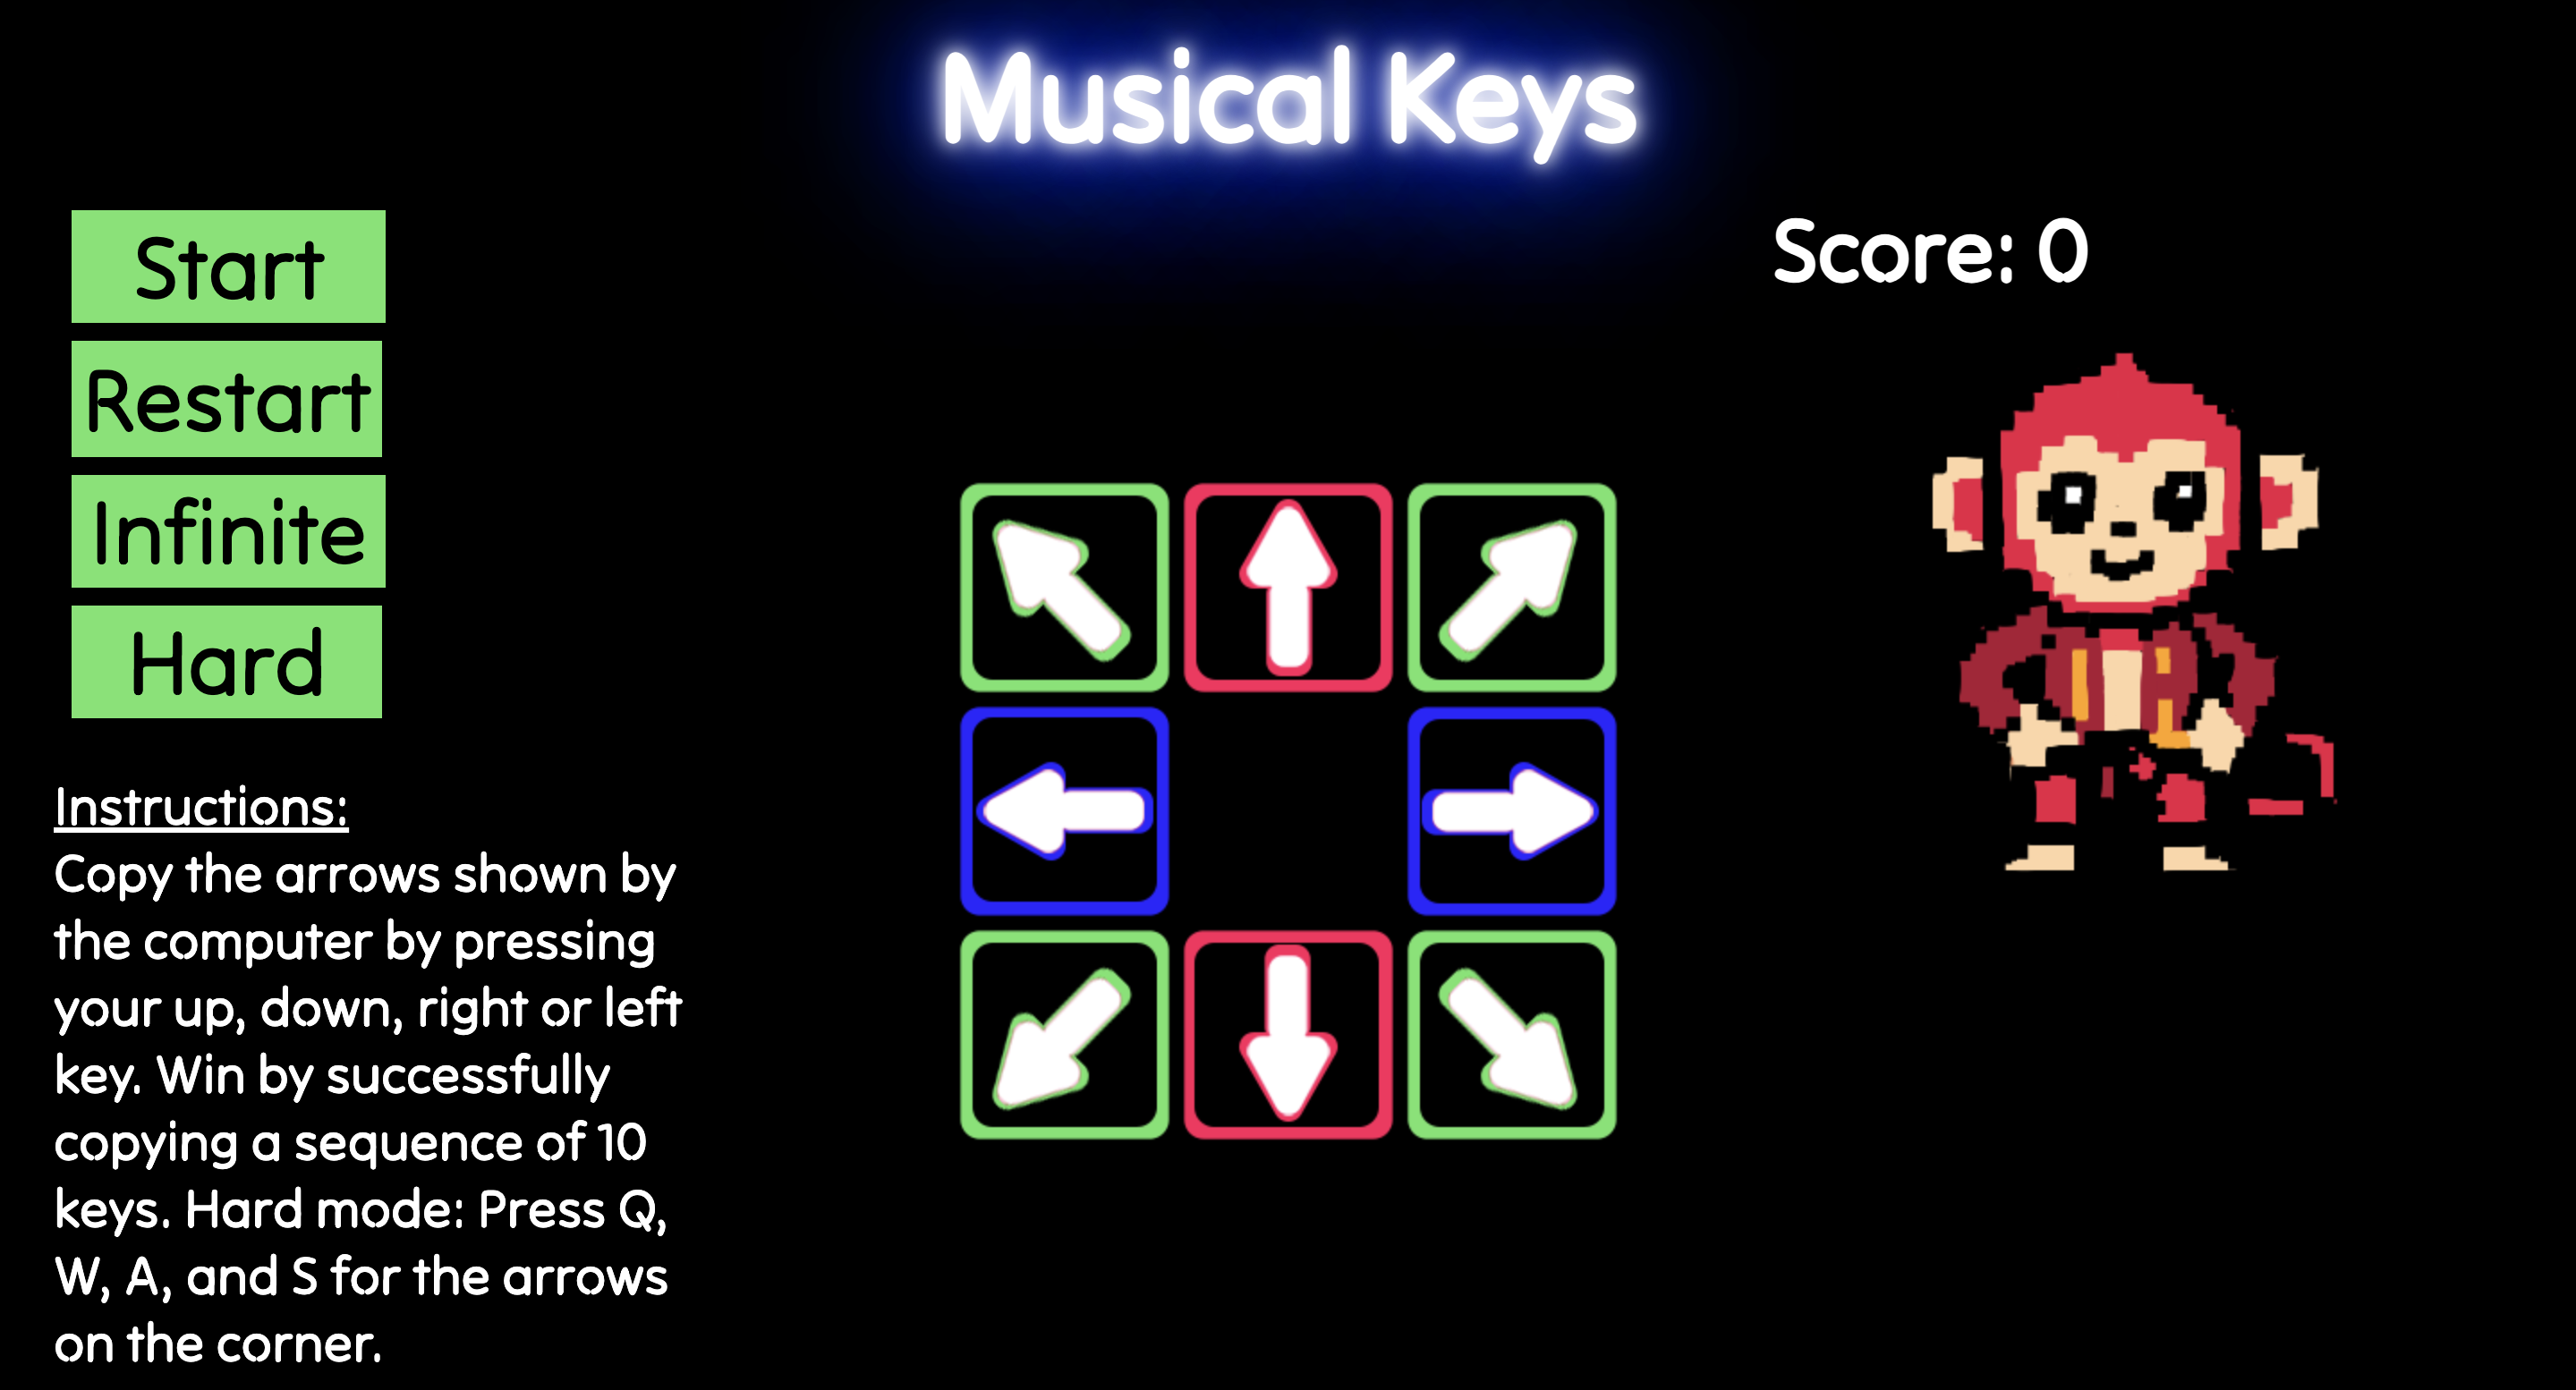 Musical Keys
Start
Restart
Infinite
Hard
Score: 0
Instructions:
Copy the arrows shown by
the computer by pressing
your up, down, right or left
key. Win by successfully
copying a sequence of 10
keys. Hard mode: Press Q,
W, A, and S for the arrows
on the corner.